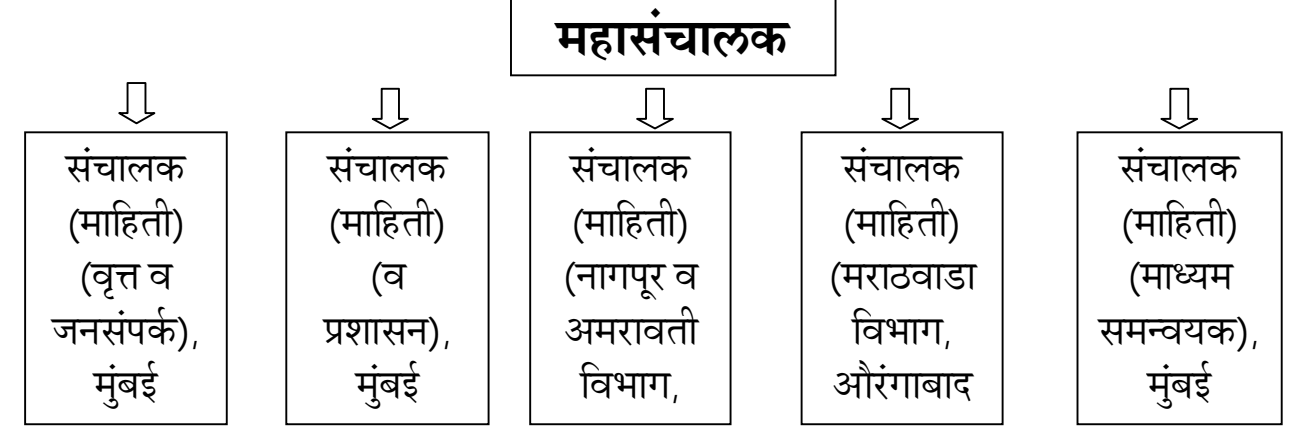 महासंचालक
संचालक
(माहिती)
(वृत्त व
जनसंपर्क),
मुंबई
संचालक
(माहिती)
(व
प्रशासन),
मुंबई
संचालक
(माहिती)
(नागपूर व
अमरावती
विभाग,
संचालक
(माहिती)
(मराठवाडा
विभाग,
औरंगाबाद
संचालक
(माहिती)
(माध्यम
समन्वयक),
मुंबई